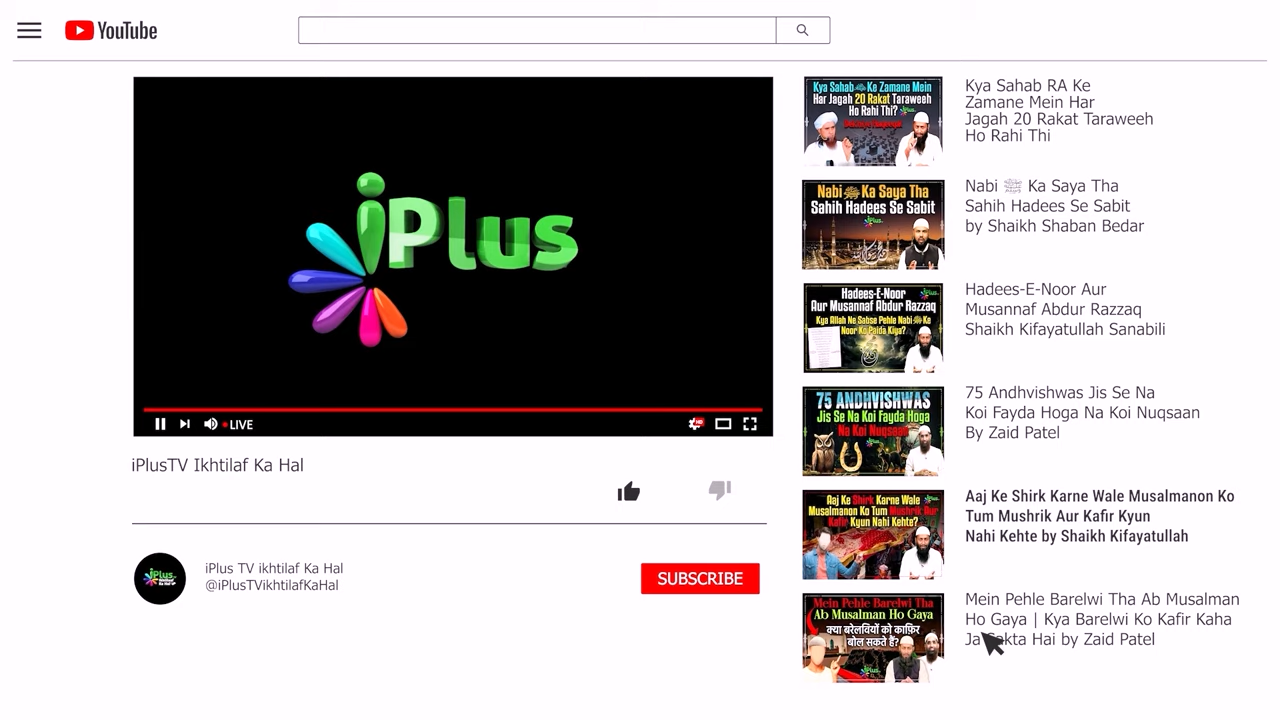 YouTube
iPlus
LIVE
iPlusTV Ikhtilaf Ka Hal
iPlus TV ikhtilaf Ka Hal
@iPlusTVikhtilafKaHal
SUBSCRIBE
Kya Sahab Ke Zamane Mein
Har Jagah 20 Rakat Taraweeh
Ho Rahi Thi?
Kya Sahab RA Ke
Zamane Mein Har
Jagah 20 Rakat Taraweeh
Ho Rahi Thi
Nabi ﷺ Ka Saya Tha
Sahih Hadees Se Sabit
Nabi ﷺ Ka Saya Tha
Sahih Hadees Se Sabit
by Shaikh Shaban Bedar
Hadees-E-Noor
Aur Musannaf Abdur Razzaq
Kya Allah Ne Sabse Pehle Nabi ﷺ Ke
Noor Ko Paida Kiya?
Hadees-E-Noor Aur
Musannaf Abdur Razzaq
Shaikh Kifayatullah Sanabili
75 ANDHVISHWAS
Jis Se Na Koi Fayda Hoga
Na Koi Nuqsaan
75 Andhvishwas Jis Se Na
Koi Fayda Hoga Na Koi Nuqsaan
By Zaid Patel
Aaj Ke Shirk Karne Wale
Musalmanon Ko Tum Mushrik Aur
Kafir Kyun Nahi Kehte?
Aaj Ke Shirk Karne Wale Musalmanon Ko
Tum Mushrik Aur Kafir Kyun
Nahi Kehte by Shaikh Kifayatullah
Mein Pehle Barelwi Tha
Ab Musalman Ho Gaya
क्या बरेलवियों को काफ़िर
बोल सकते हैं?
Mein Pehle Barelwi Tha Ab Musalman
Ho Gaya | Kya Barelwi Ko Kafir Kaha
Ja Sakta Hai by Zaid Patel